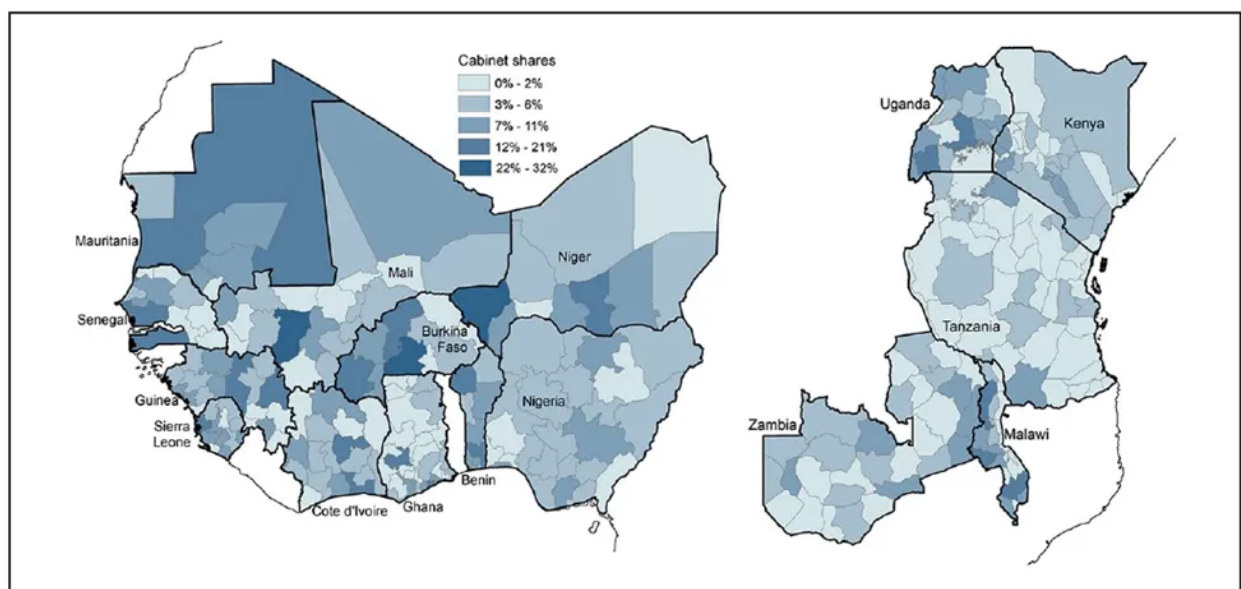 Cabinet shares
0% - 2%
3% - 6%
7% - 11%
12% - 21%
22% - 32%
Uganda
Kenya
Mauritania
Mali
Niger
Senegal
Burkina
Faso
Tanzania
Guinea
Nigeria
Sierra
Leone
Zambia
Malawi
Benin
Cote d'Ivoire
Ghana